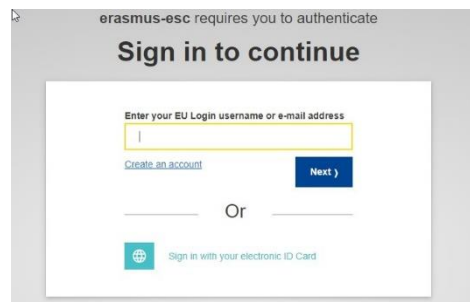 erasmus-esc requires you to authenticate
Sign in to continue
Enter your EU Login username or e-mail address
Create an account
Next ❯
Or
Sign in with your electronic ID Card